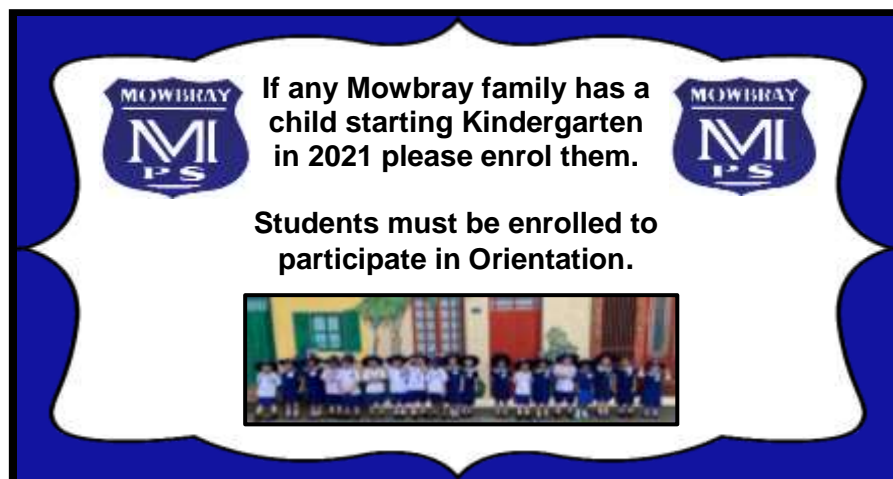 MOWBRAY
M
PS
If any Mowbray family has a
child starting Kindergarten
in 2021 please enrol them.
MOWBRAY
M
PS
Students must be enrolled to
participate in Orientation.